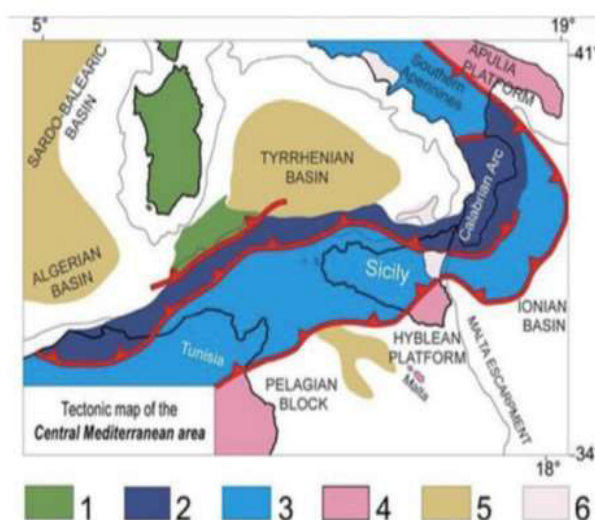 5°
19°
41°
APULIA
PLATFORM
Southern
Apennines
SARDO-BALEARIC
BASIN
TYRRHENIAN
BASIN
Calabrian Arc
ALGERIAN
BASIN
Sicily
IONIAN
BASIN
Tunisia
HYBLEAN
PLATFORM
MALTA ESCARPMENT
PELAGIAN
BLOCK
Malta
Tectonic map of the
Central Mediterranean area
34
18°
1 2 3 4 5 6